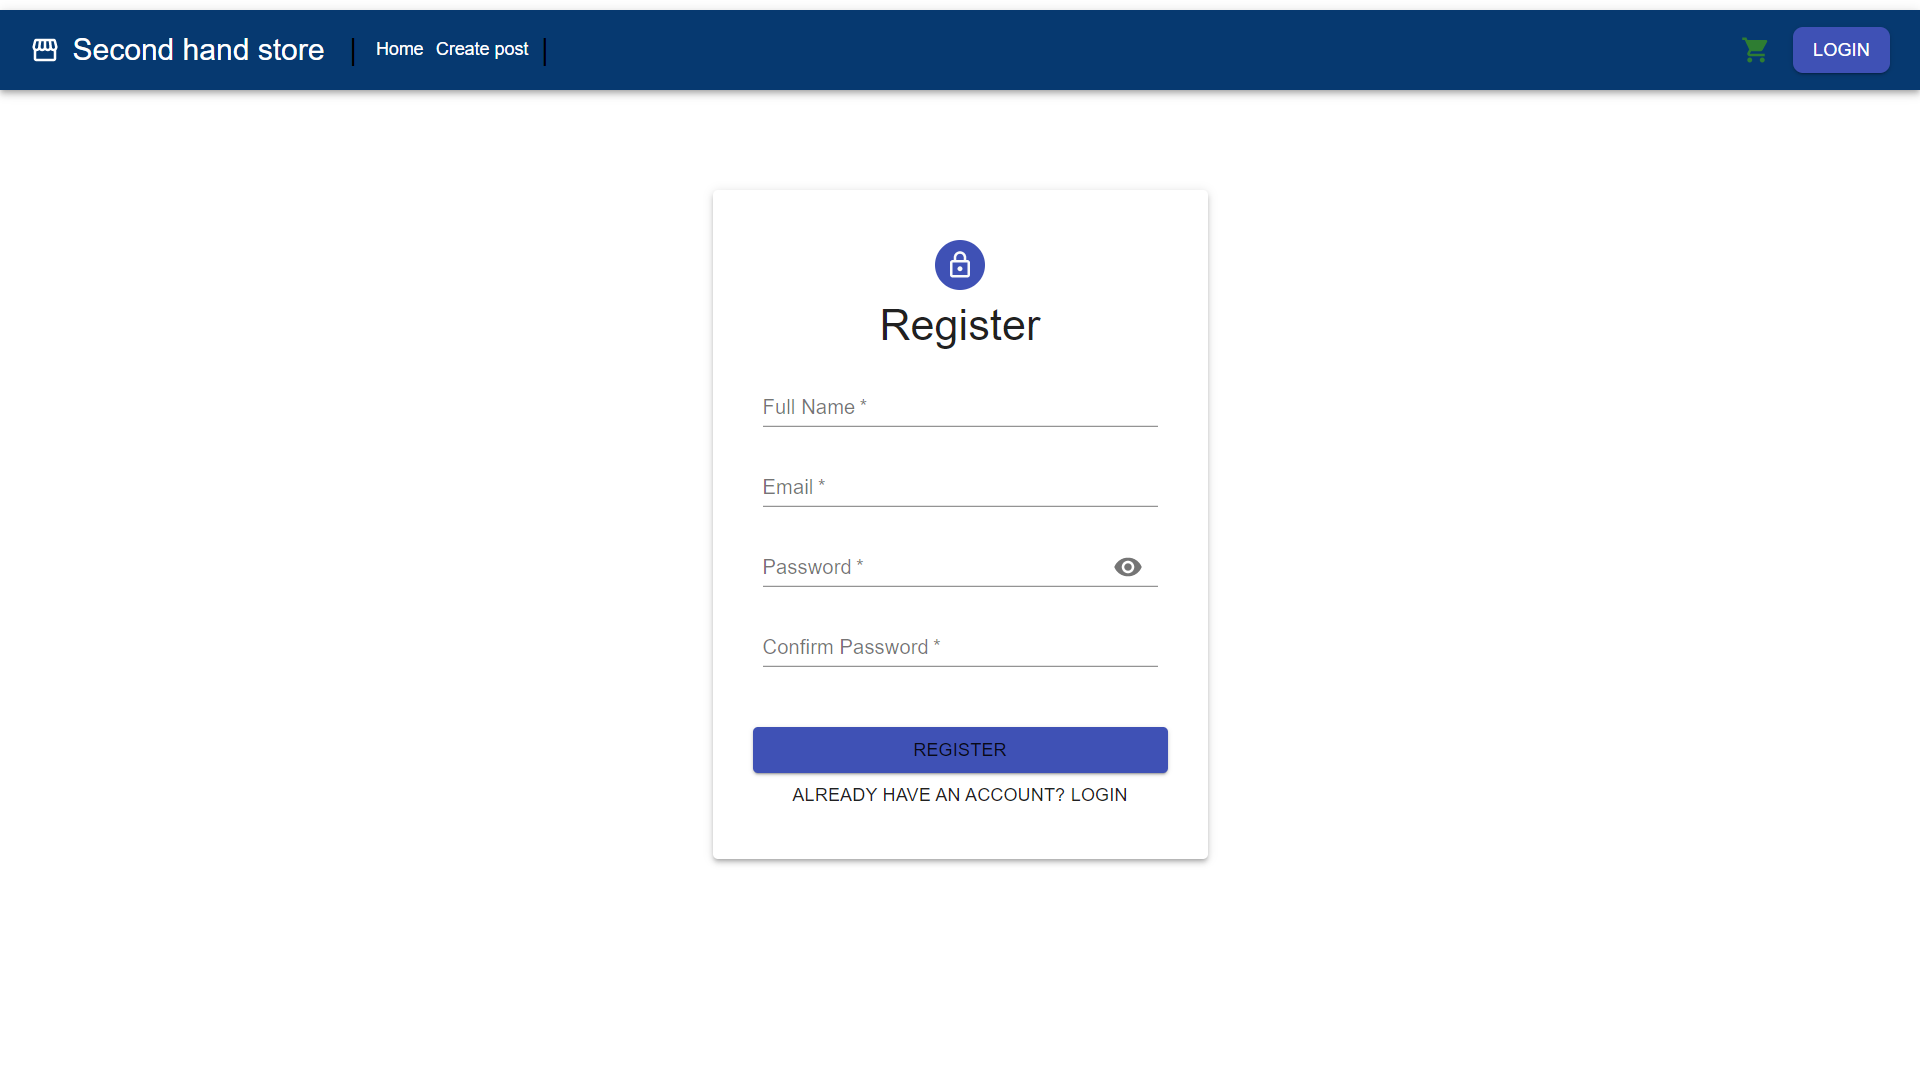 Second hand store | Home Create post | LOGIN
Register
Full Name *
Email *
Password *
Confirm Password *
REGISTER
ALREADY HAVE AN ACCOUNT? LOGIN